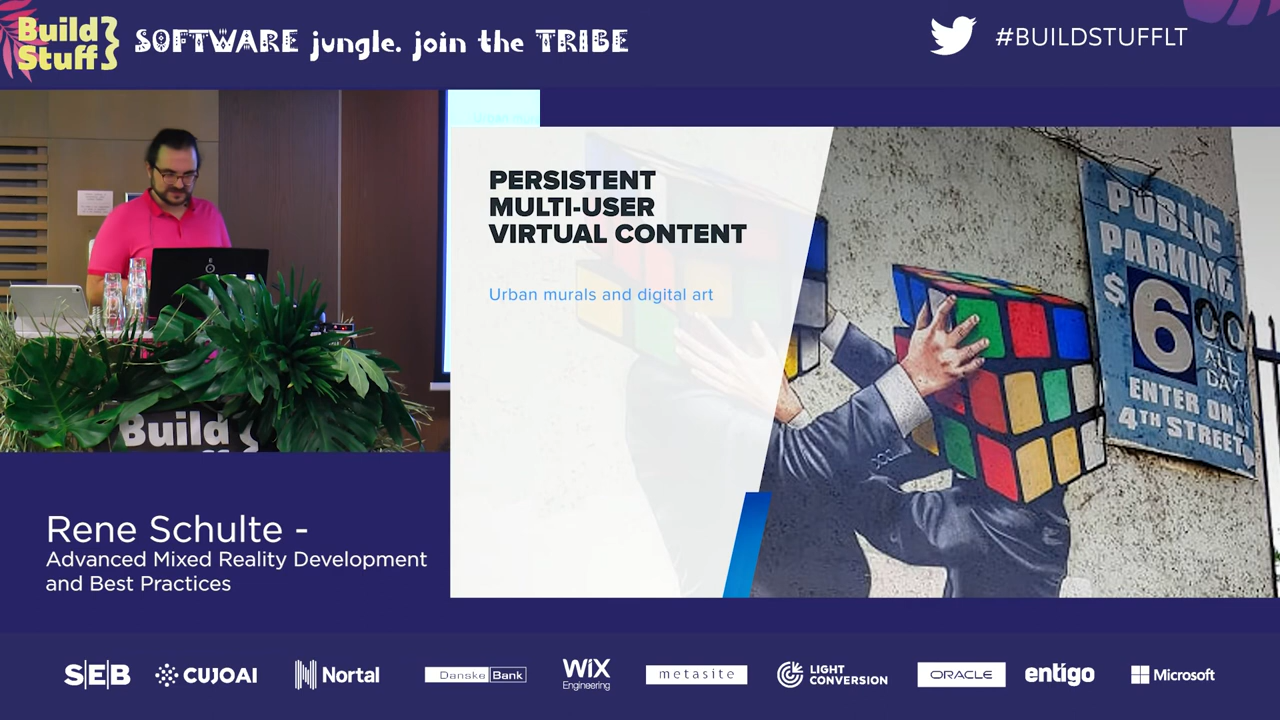 Build
Stuff
SOFTWARE jungle. join the TRIBE
#BUILDSTUFFLT
PERSISTENT
MULTI-USER
VIRTUAL CONTENT
Urban murals and digital art
PUBLIC
PARKING
$600
ALL
DAY
ENTER ON
4TH STREET
Build
Rene Schulte -
Advanced Mixed Reality Development
and Best Practices
SEB
CUJOAI
Nortal
Danske Bank
WiX
Engineering
metasite
LIGHT
CONVERSION
ORACLE
entigo
Microsoft